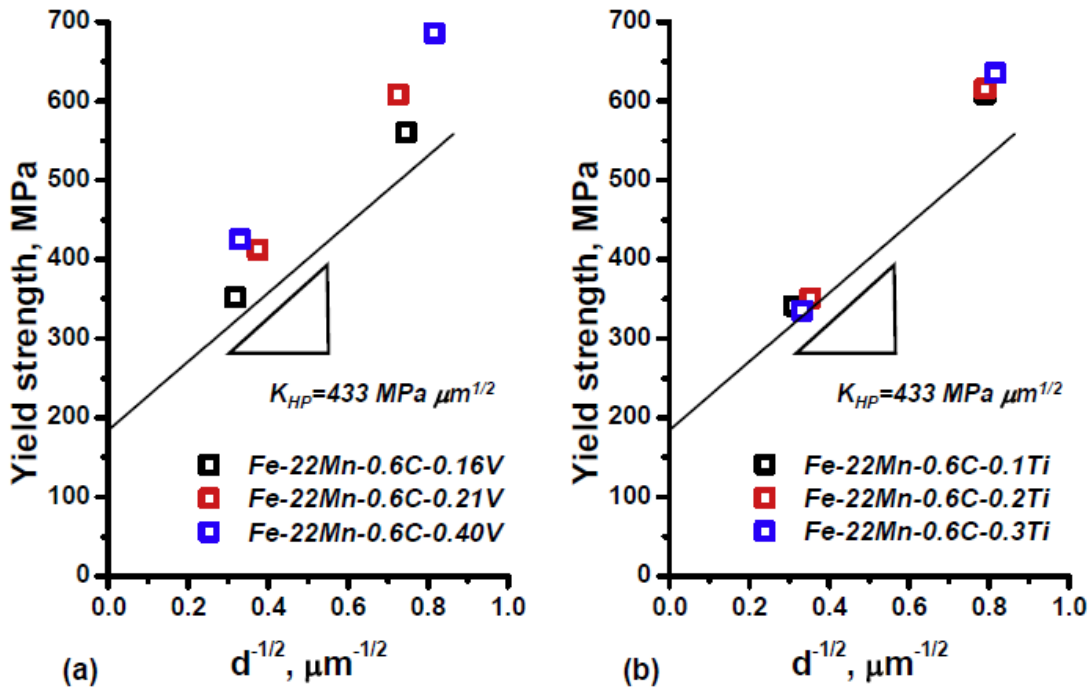 Yield strength, MPa
700
600
500
400
300
200
100
0
K_HP=433 MPa μm^1/2
Fe-22Mn-0.6C-0.16V
Fe-22Mn-0.6C-0.21V
Fe-22Mn-0.6C-0.40V
0.0 0.2 0.4 0.6 0.8 1.0
(a) d^-1/2, μm^-1/2
Yield strength, MPa
700
600
500
400
300
200
100
0
K_HP=433 MPa μm^1/2
Fe-22Mn-0.6C-0.1Ti
Fe-22Mn-0.6C-0.2Ti
Fe-22Mn-0.6C-0.3Ti
0.0 0.2 0.4 0.6 0.8 1.0
(b) d^-1/2, μm^-1/2